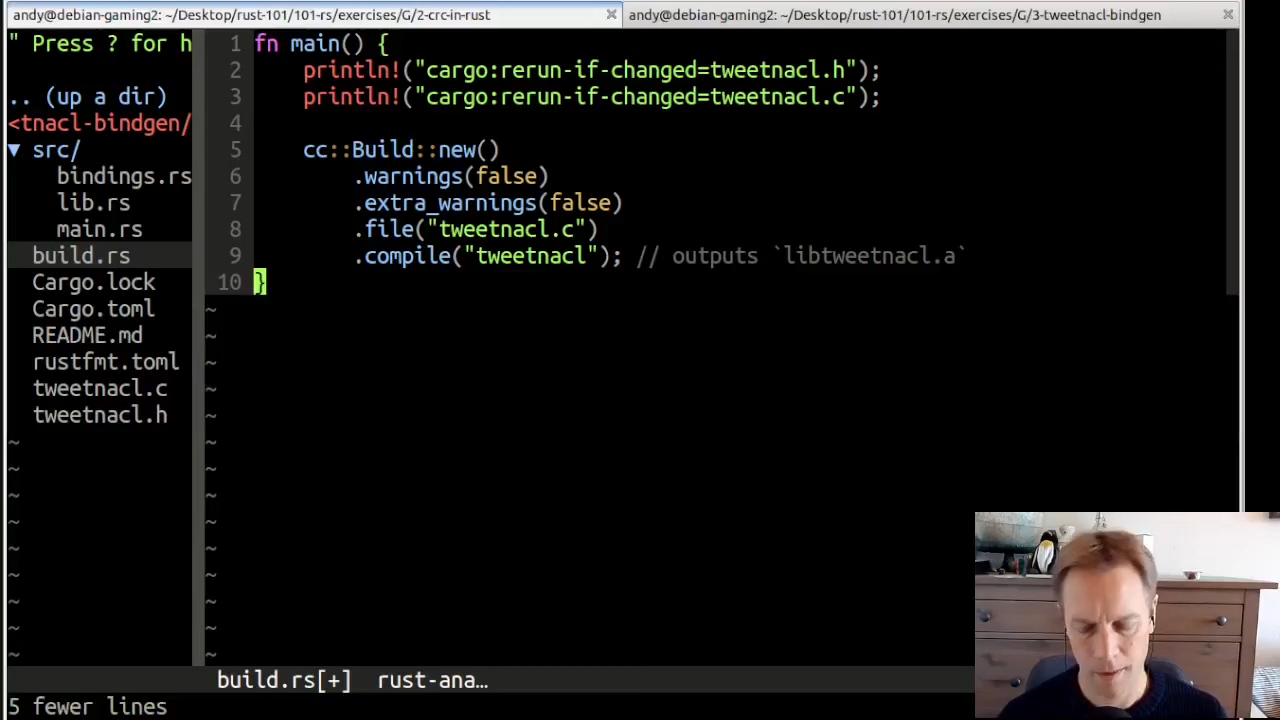 andy@debian-gaming2: ~/Desktop/rust-101/101-rs/exercises/G/2-crc-in-rust
andy@debian-gaming2: ~/Desktop/rust-101/101-rs/exercises/G/3-tweetnacl-bindgen
" Press ? for h
.. (up a dir)
<tnacl-bindgen/
▼ src/
bindings.rs
lib.rs
main.rs
build.rs
Cargo.lock
Cargo.toml
README.md
rustfmt.toml
tweetnacl.c
tweetnacl.h
~
~
~
~
~
~
~
~
~
1 fn main() {
2     println!("cargo:rerun-if-changed=tweetnacl.h");
3     println!("cargo:rerun-if-changed=tweetnacl.c");
4
5     cc::Build::new()
6         .warnings(false)
7         .extra_warnings(false)
8         .file("tweetnacl.c")
9         .compile("tweetnacl"); // outputs `libtweetnacl.a`
10 }
~
~
~
~
~
~
~
~
~
~
~
~
~
~
build.rs[+] rust-ana…
5 fewer lines